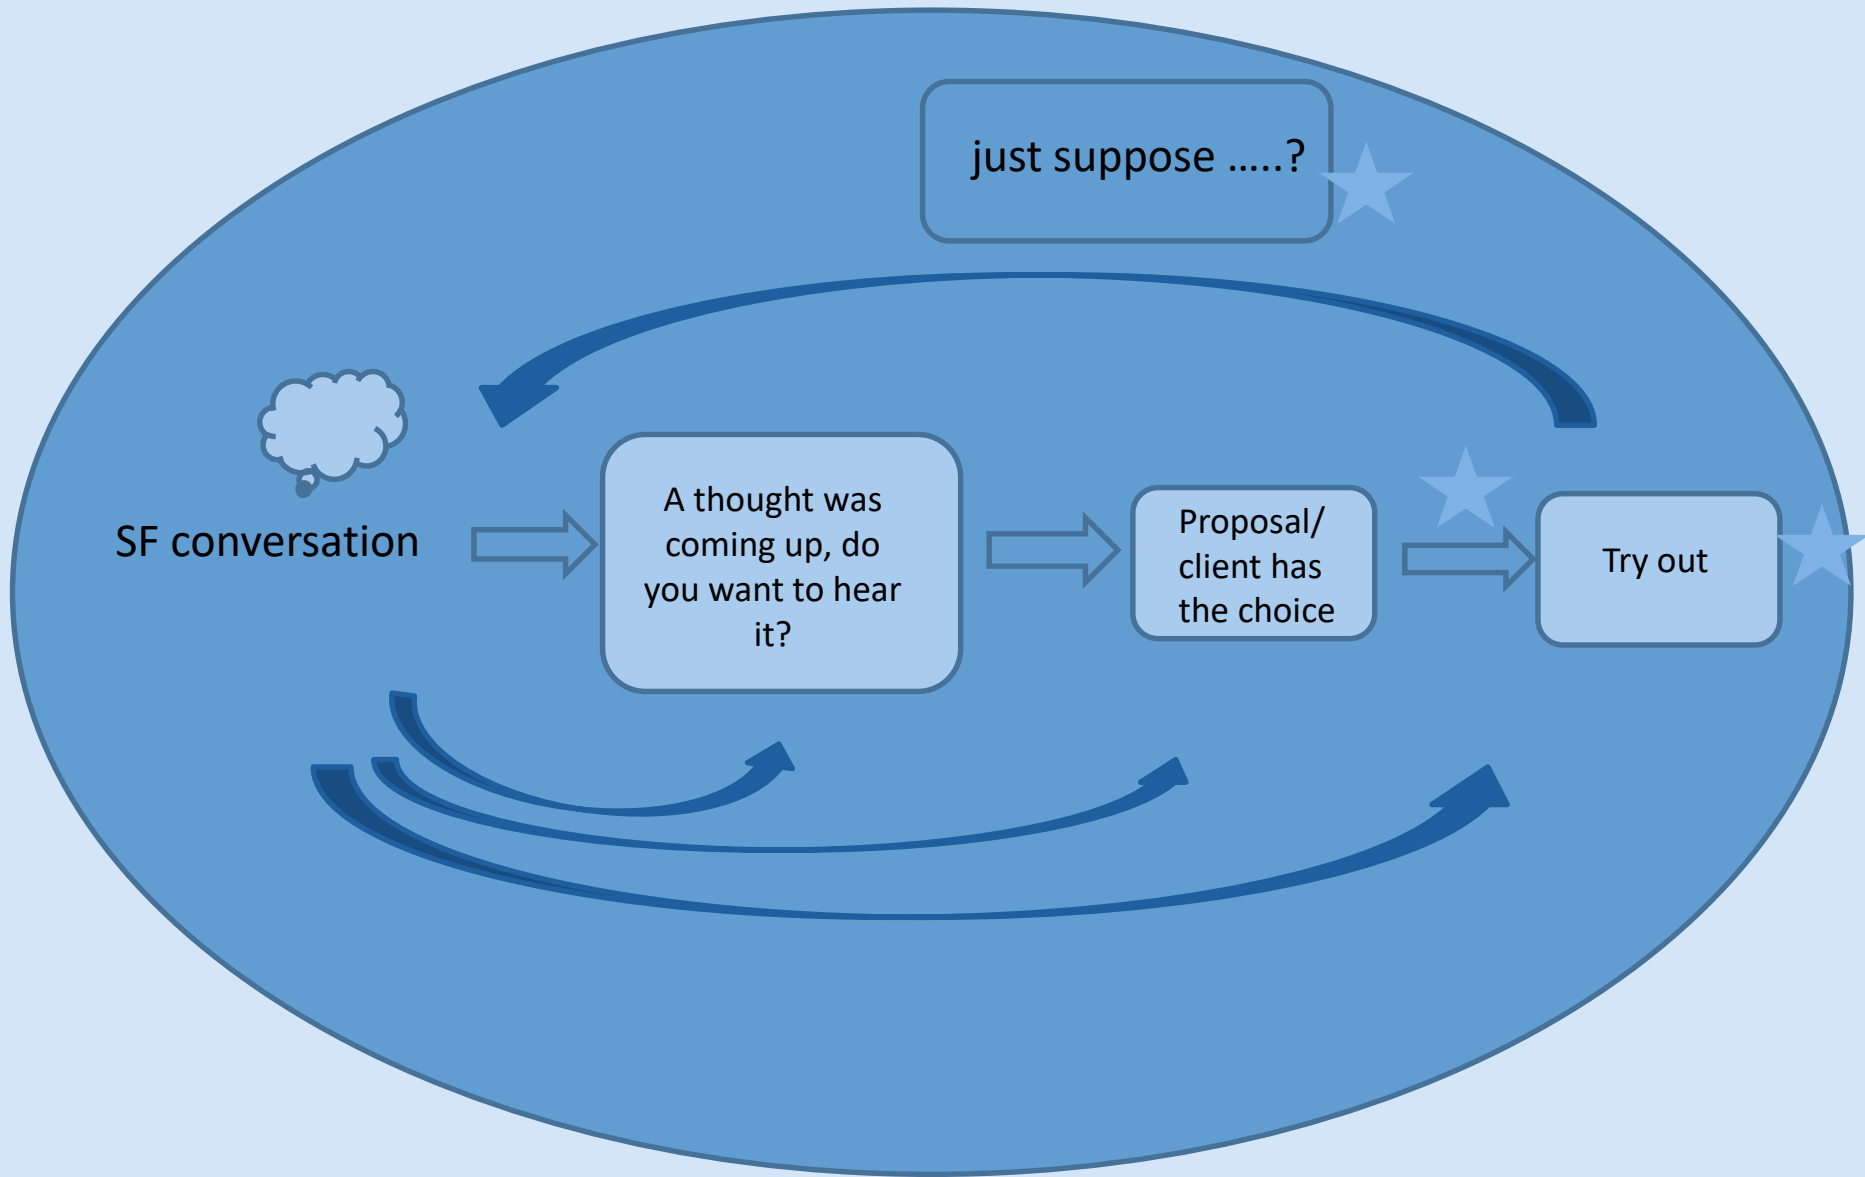 just suppose .....?
SF conversation
A thought was
coming up, do
you want to hear
it?
Proposal/
client has
the choice
Try out